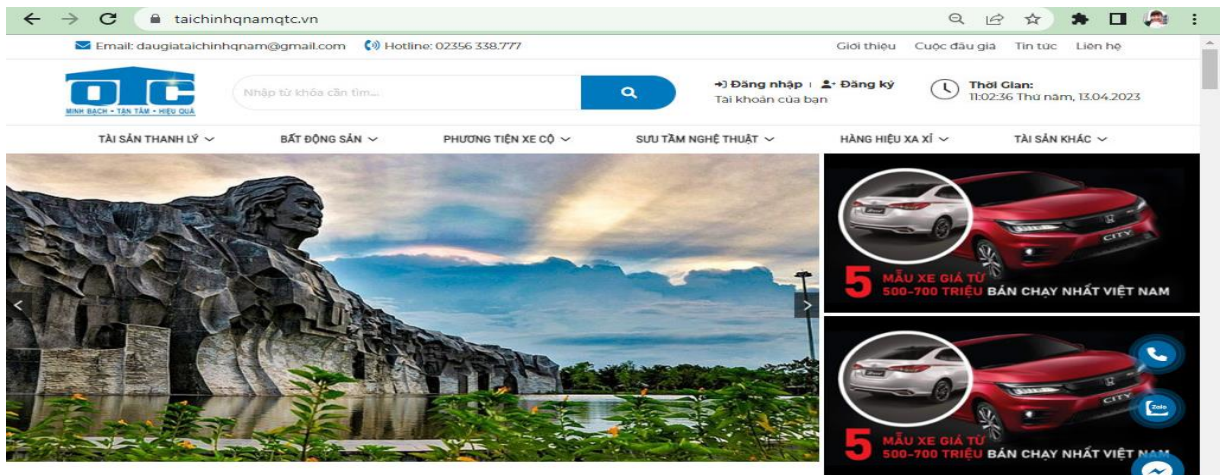 taichinhqnamqtc.vn
Email: daugiataichinhqnam@gmail.com Hotline: 02356 338.777 Giới thiệu Cuộc đấu giá Tin tức Liên hệ
QTC
MINH BẠCH - TẬN TÂM - HIỆU QUẢ
Nhập từ khóa cần tìm...
Đăng nhập | Đăng ký
Tài khoản của bạn
Thời Gian:
11:02:36 Thứ năm, 13.04.2023
TÀI SẢN THANH LÝ BẤT ĐỘNG SẢN PHƯƠNG TIỆN XE CỘ SƯU TẦM NGHỆ THUẬT HÀNG HIỆU XA XỈ TÀI SẢN KHÁC
CITY
5 MẪU XE GIÁ TỪ
500-700 TRIỆU BÁN CHẠY NHẤT VIỆT NAM
CITY
5 MẪU XE GIÁ TỪ
500-700 TRIỆU BÁN CHẠY NHẤT VIỆT NAM
Zalo